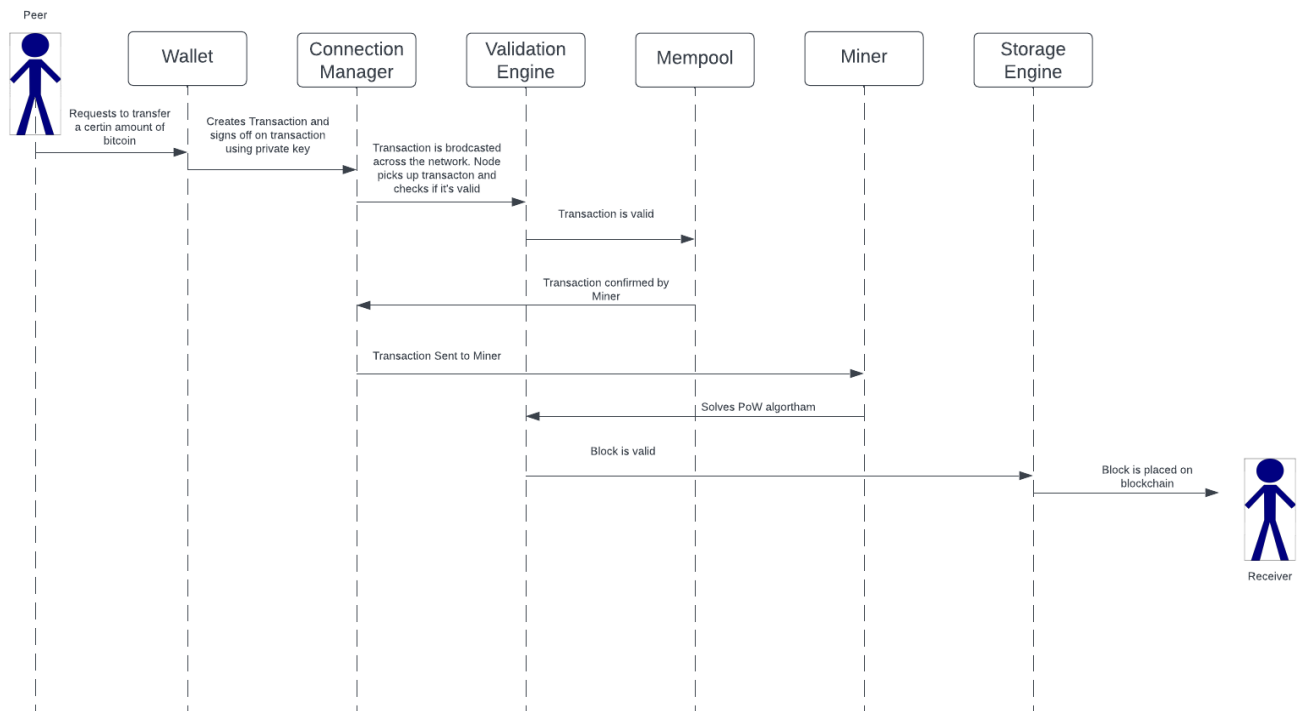 Peer
Wallet
Connection
Manager
Validation
Engine
Mempool
Miner
Storage
Engine
Requests to transfer
a certin amount of
bitcoin
Creates Transaction and
signs off on transaction
using private key
Transaction is brodcasted
across the network. Node
picks up transacton and
checks if it's valid
Transaction is valid
Transaction confirmed by
Miner
Transaction Sent to Miner
Solves PoW algortham
Block is valid
Block is placed on
blockchain
Receiver